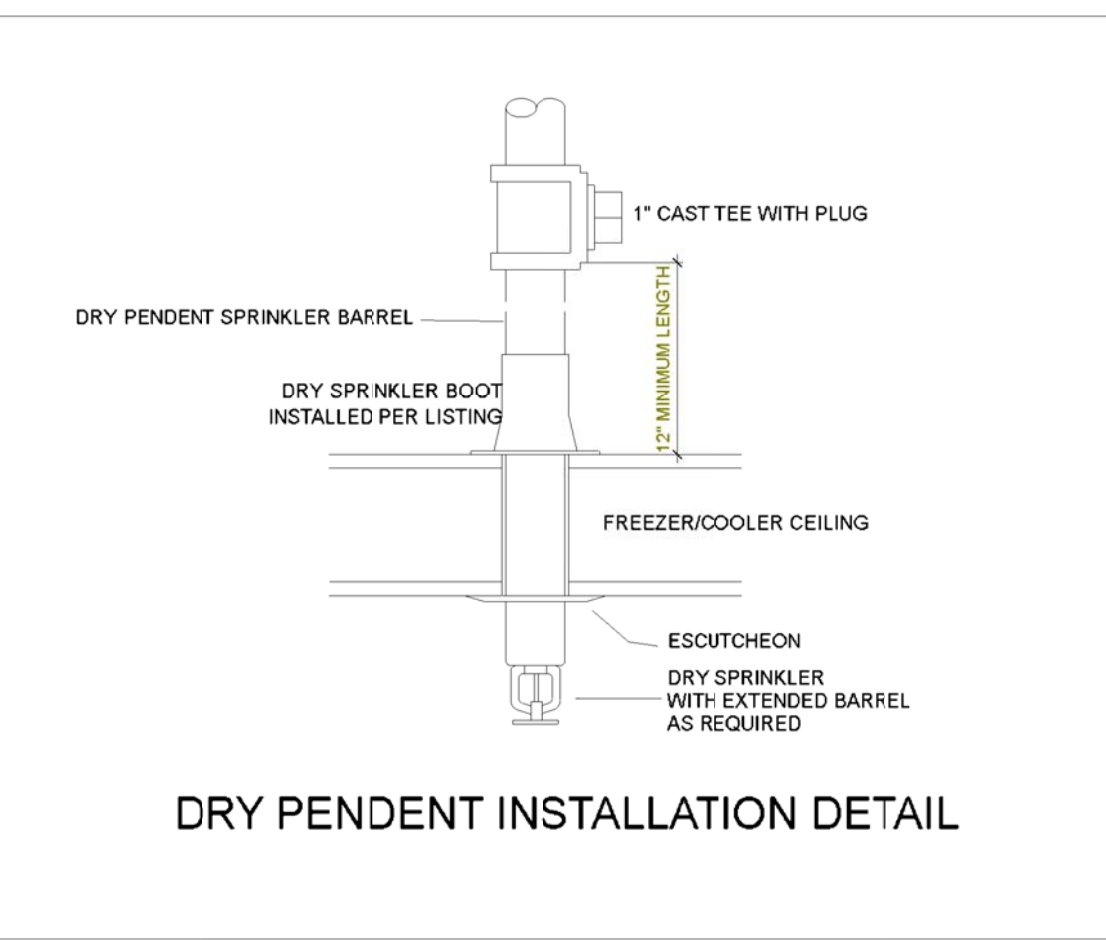 1" CAST TEE WITH PLUG
12" MINIMUM LENGTH
DRY PENDENT SPRINKLER BARREL
DRY SPRINKLER BOOT
INSTALLED PER LISTING
FREEZER/COOLER CEILING
ESCUTCHEON
DRY SPRINKLER
WITH EXTENDED BARREL
AS REQUIRED
DRY PENDENT INSTALLATION DETAIL